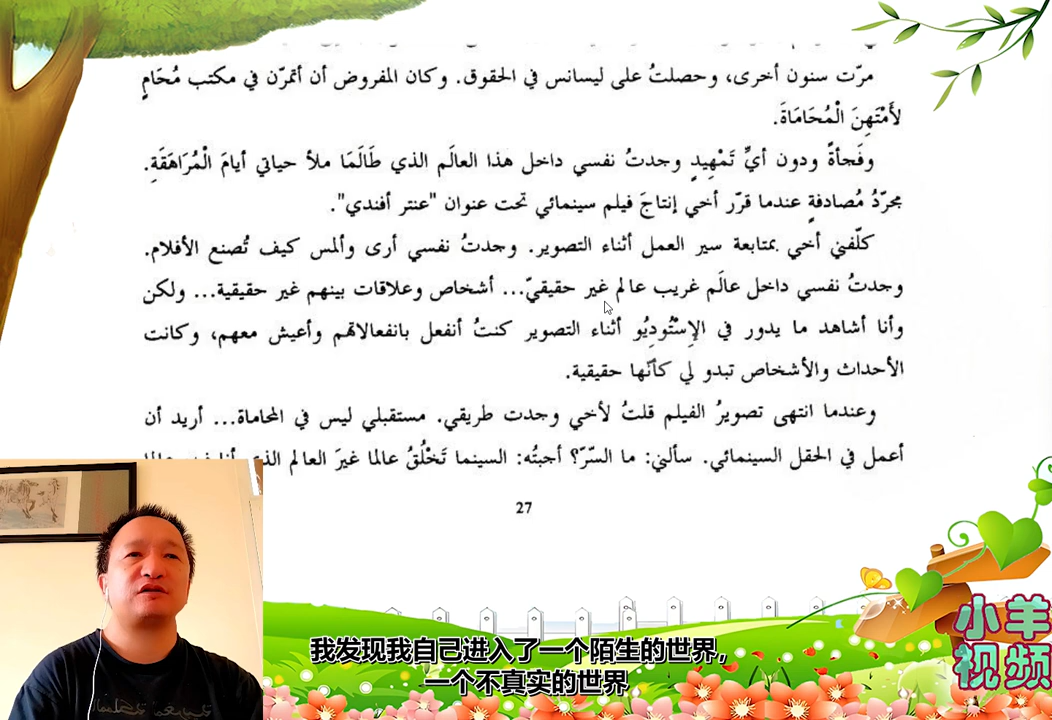 مرّت سنون أخرى، وحصلتُ على ليسانس في الحقوق. وكان المفروض أن أتمرّن في مكتب مُحَامٍ
لأَمْتَهِنَ الْمُحَامَاةَ.
وفَجأةً ودون أيِّ تَمْهِيدٍ وجدتُ نفسي داخل هذا العالَم الذي طَالَمَا ملأ حياتي أيامَ الْمُرَاهَقَةِ.
مجرّدُ مُصادفةٍ عندما قرّر أخي إنتاجَ فيلم سينمائي تحت عنوان "عنتر أفندي".
كلّفني أخي بمتابعة سير العمل أثناء التصوير. وجدتُ نفسي أرى وألمس كيف تُصنع الأفلام.
وجدتُ نفسي داخل عالَم غريب عالم غير حقيقيّ... أشخاص وعلاقات بينهم غير حقيقية... ولكن
وأنا أشاهد ما يدور في الإسْتُودِيُو أثناء التصوير كنتُ أنفعل بانفعالاتهم وأعيش معهم، وكانت
الأحداث والأشخاص تبدو لي كأنّها حقيقية.
وعندما انتهى تصويرُ الفيلم قلتُ لأخي وجدت طريقي. مستقبلي ليس في المحاماة... أريد أن
أعمل في الحقل السينمائي. سألني: ما السّرّ؟ أجبتُه: السينما تَخْلُقُ عالما غيرَ العالم
27
我发现我自己进入了一个陌生的世界，
一个不真实的世界
小羊
视频